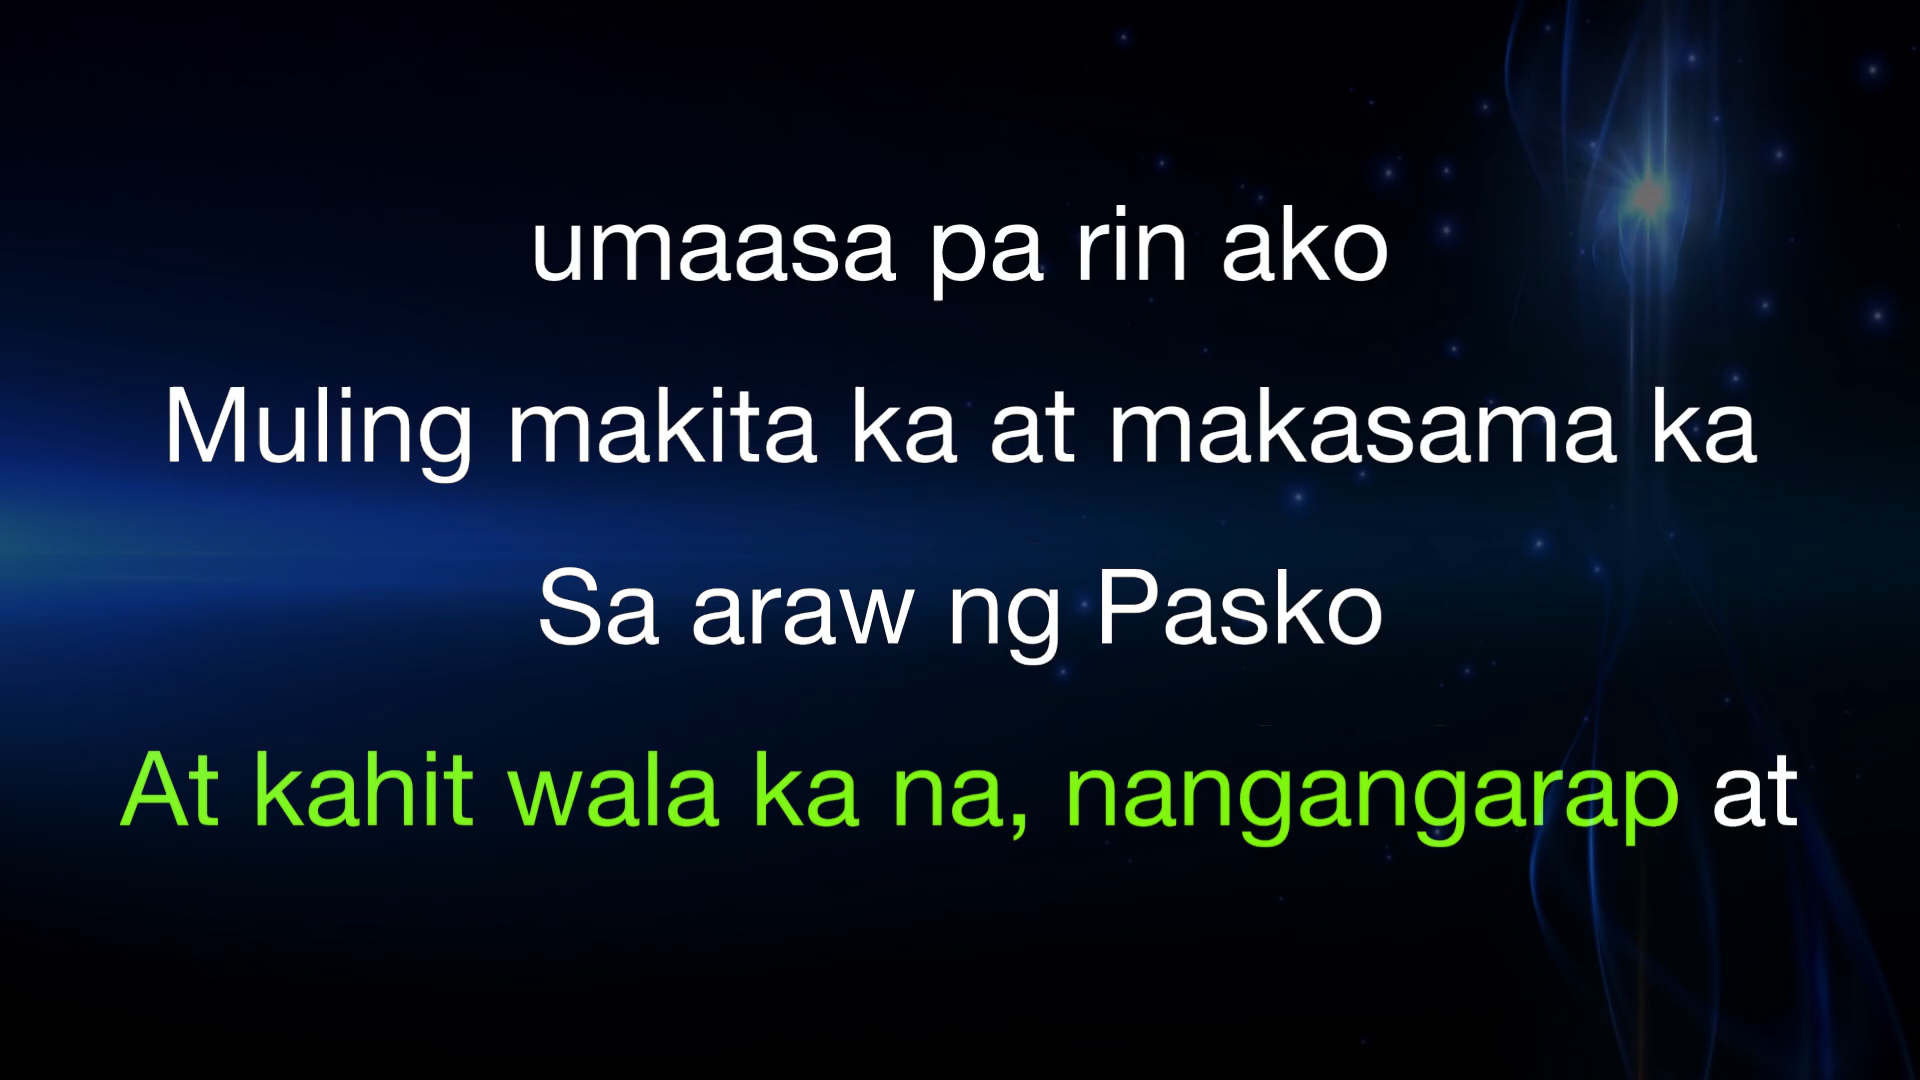 umaasa pa rin ako
Muling makita ka at makasama ka
Sa araw ng Pasko
At kahit wala ka na, nangangarap at